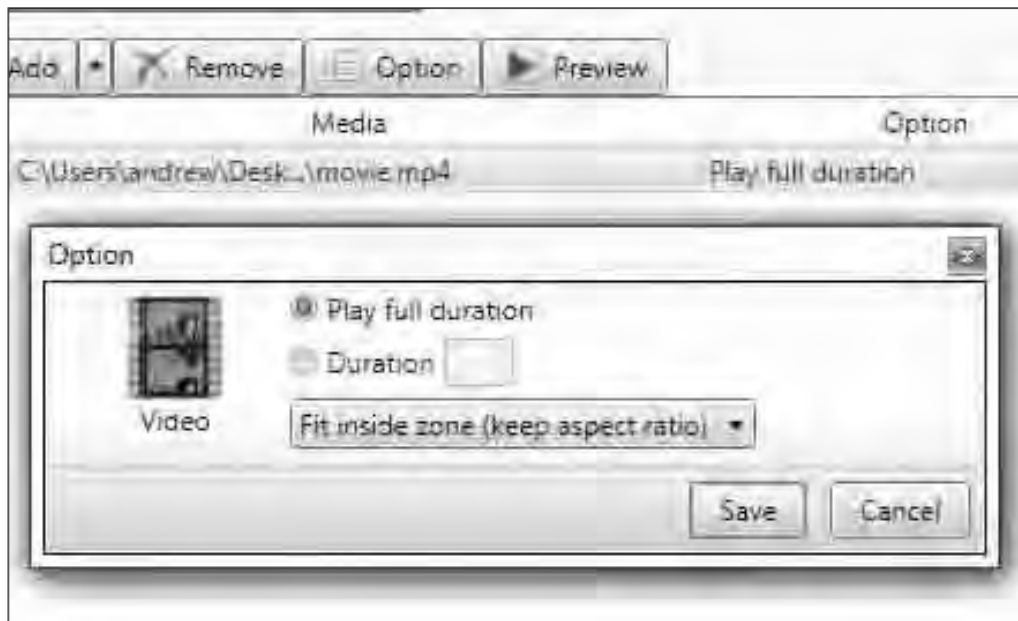 Add Remove Option Preview
Media Option
C:\Users\andrew\Desk...\movie.mp4 Play full duration
Option
Play full duration
Duration
Video
Fit inside zone (keep aspect ratio)
Save Cancel